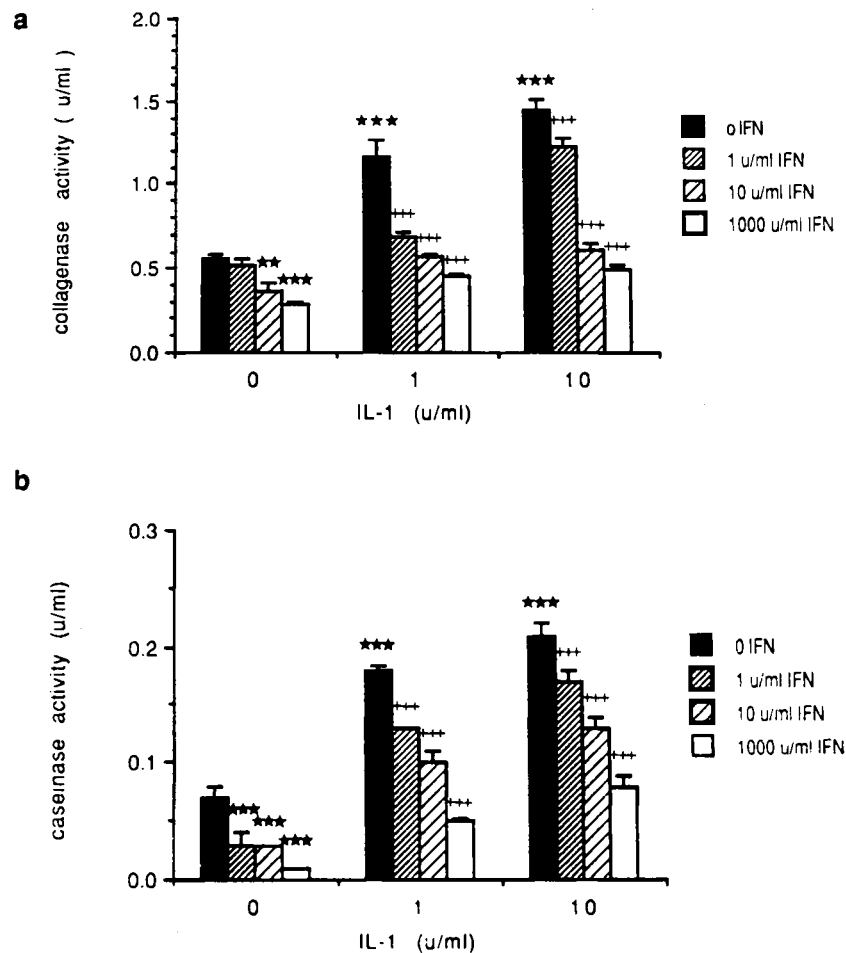 a
collagenase activity ( u/ml )
2.0
1.5
1.0
0.5
0.0
★★★
★★★
+++
★★
★★★
+++
+++
+++
+++
+++
0
1
10
IL-1 (u/ml)
o IFN
1 u/ml IFN
10 u/ml IFN
1000 u/ml IFN
b
caseinase activity (u/ml)
0.3
0.2
0.1
0.0
★★★
★★★
★★★
★★★
★★★
+++
+++
+++
+++
+++
+++
0
1
10
IL-1 (u/ml)
0 IFN
1 u/ml IFN
10 u/ml IFN
1000 u/ml IFN